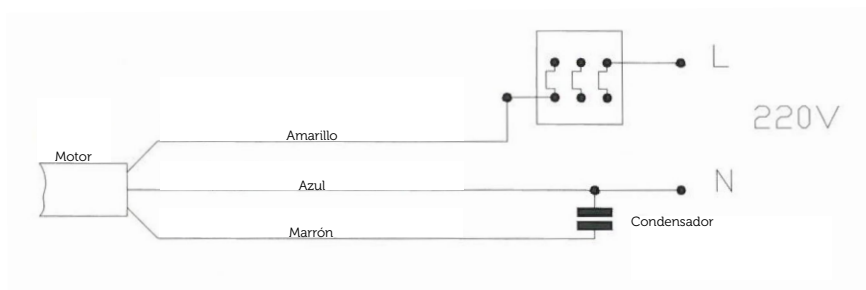 L
220V
Amarillo
Motor
Azul
N
Condensador
Marrón